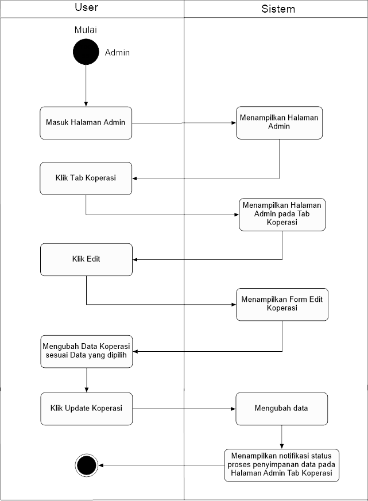 User
Sistem
Mulai
Admin
Masuk Halaman Admin
Menampilkan Halaman
Admin
Klik Tab Koperasi
Menampilkan Halaman
Admin pada Tab
Koperasi
Klik Edit
Menampilkan Form Edit
Koperasi
Mengubah Data Koperasi
sesuai Data yang dipilih
Klik Update Koperasi
Mengubah data
Menampilkan notifikasi status
proses penyimpanan data pada
Halaman Admin Tab Koperasi